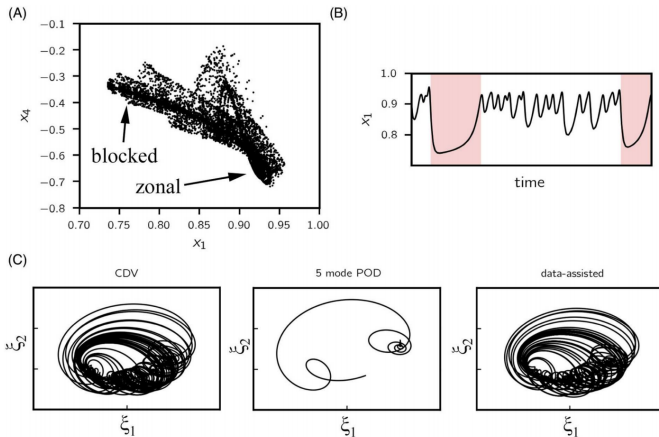 (A)
−0.1
−0.2
−0.3
−0.4
−0.5
−0.6
−0.7
−0.8
x4
blocked
zonal
0.70 0.75 0.80 0.85 0.90 0.95 1.00
x1
(B)
1.0
0.9
0.8
x1
time
(C)
CDV
ξ2
ξ1
5 mode POD
ξ2
ξ1
data-assisted
ξ2
ξ1